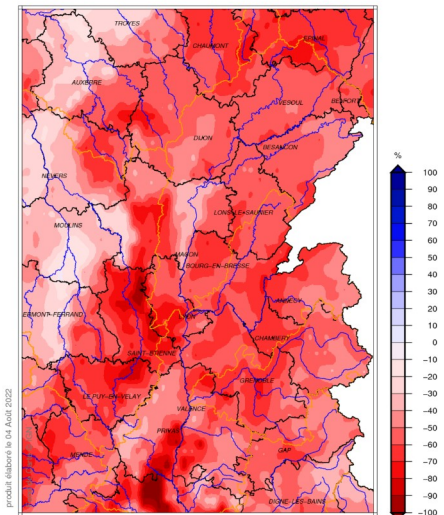 TROYES
CHAUMONT
EPINAL
AUXERRE
VESOUL
BELFORT
DIJON
BESANCON
NEVERS
LONS-LE-SAUNIER
MOULINS
MACON
BOURG-EN-BRESSE
ANNECY
ERMONT-FERRAND
LYON
CHAMBERY
SAINT-ETIENNE
GRENOBLE
LE PUY-EN-VELAY
VALENCE
PRIVAS
MENDE
GAP
DIGNE-LES-BAINS
%
100
90
80
70
60
50
40
30
20
10
0
-10
-20
-30
-40
-50
-60
-70
-80
-90
-100
produit élaboré le 04 Août 2022